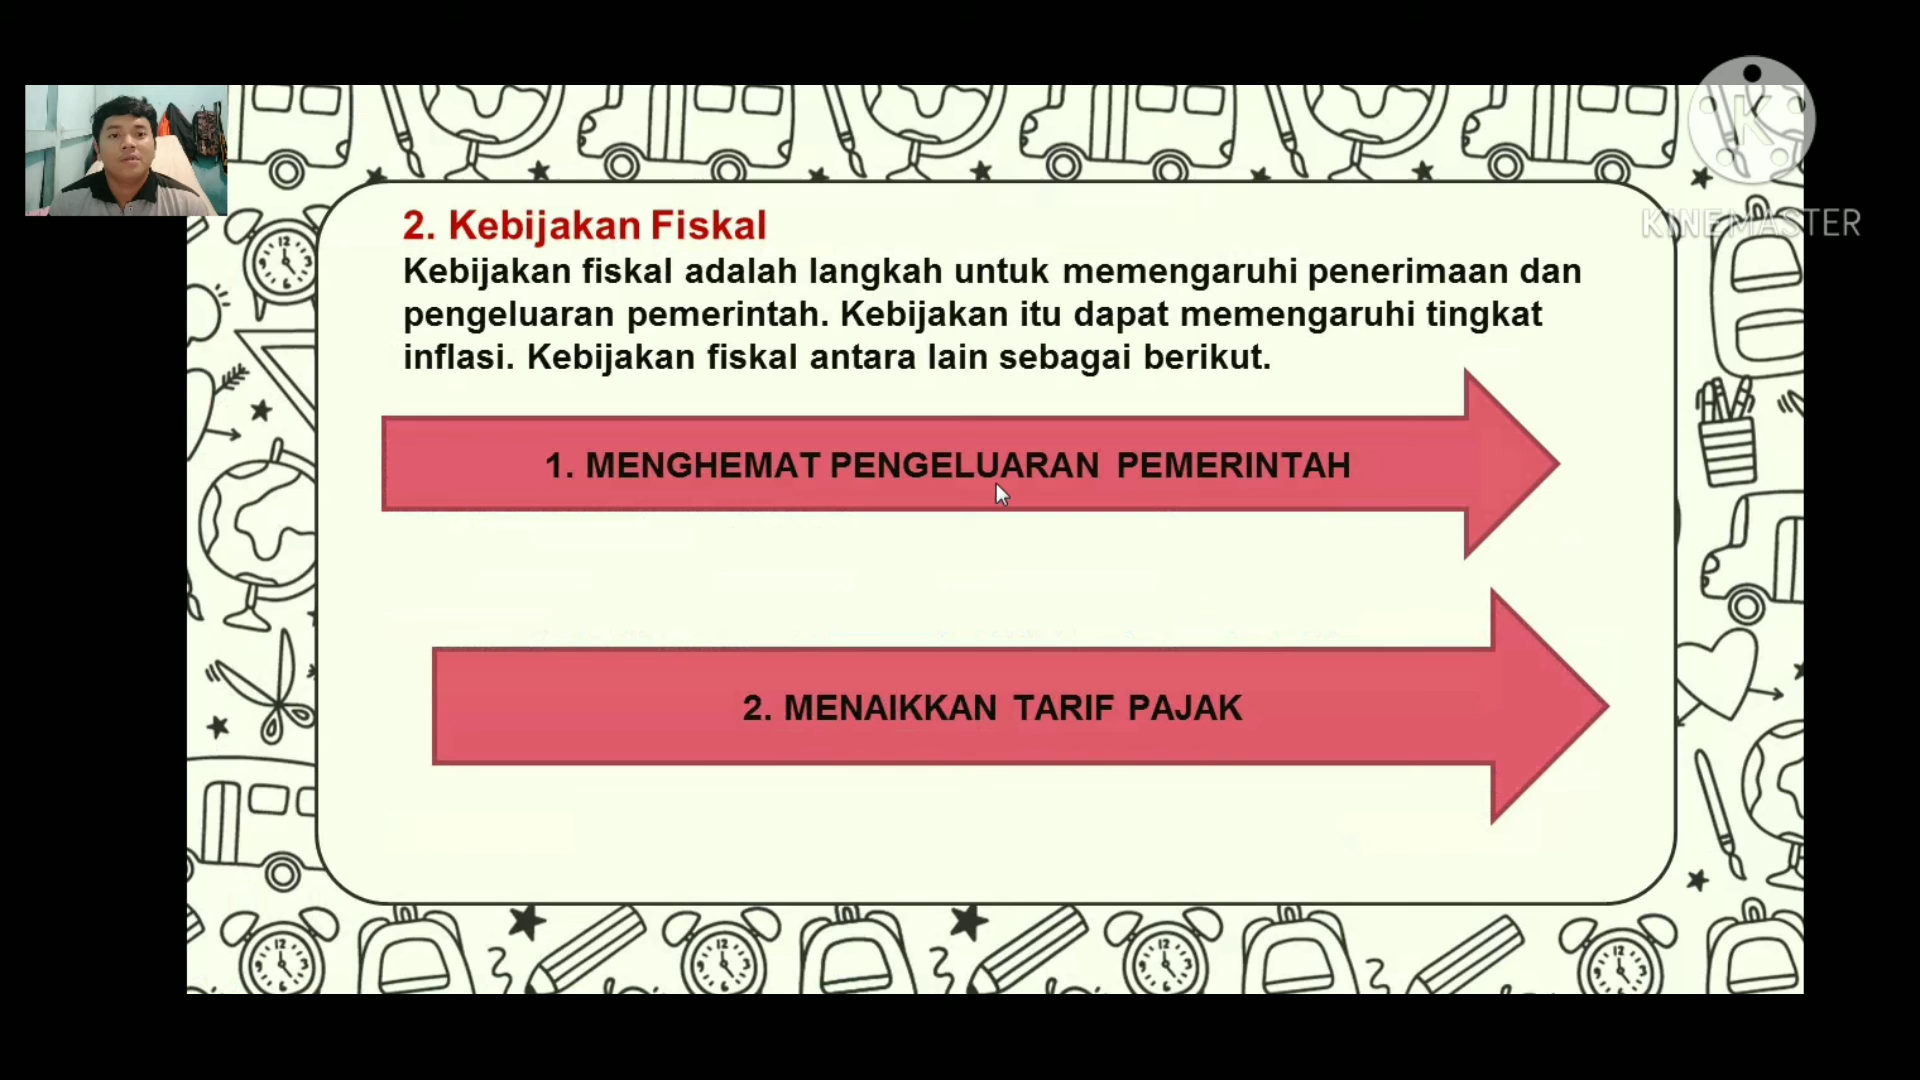 K
KINEMASTER
2. Kebijakan Fiskal
Kebijakan fiskal adalah langkah untuk memengaruhi penerimaan dan
pengeluaran pemerintah. Kebijakan itu dapat memengaruhi tingkat
inflasi. Kebijakan fiskal antara lain sebagai berikut.
1. MENGHEMAT PENGELUARAN PEMERINTAH
2. MENAIKKAN TARIF PAJAK